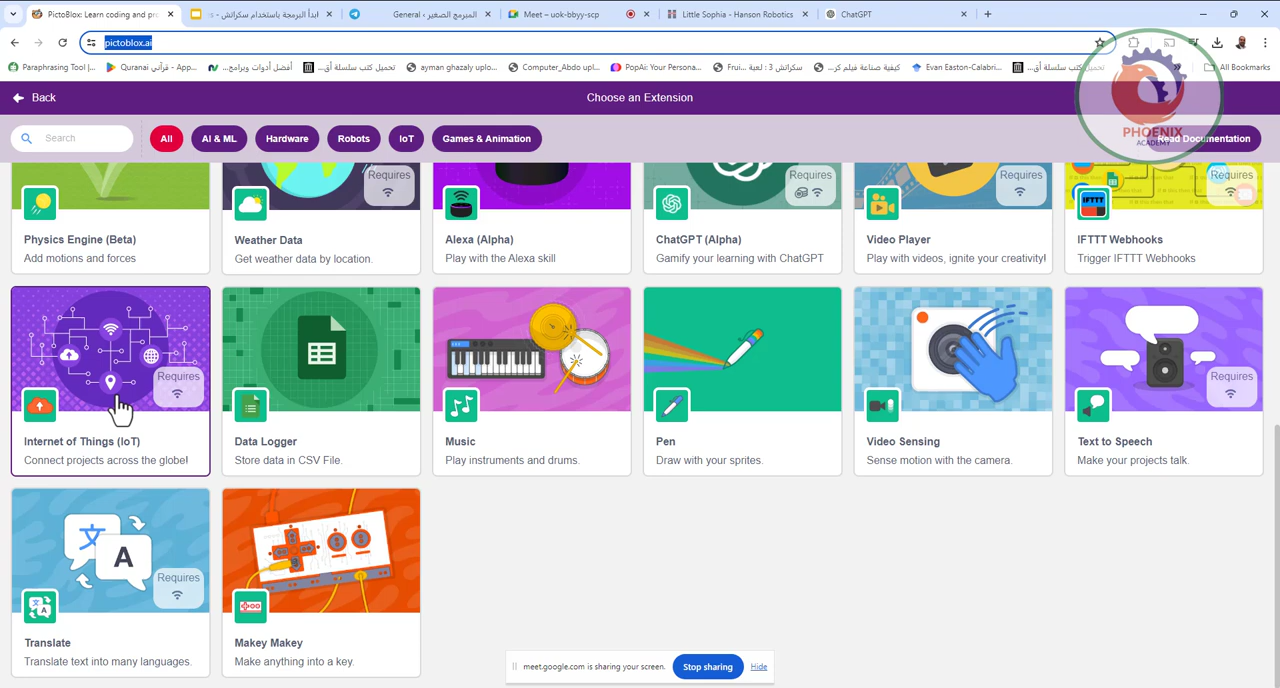 PictoBlox: Learn coding and pr
ابدأ البرمجة باستخدام سكراتش - s
المبرمج الصغير › General
Meet – uok-bbyy-scp
Little Sophia - Hanson Robotics
ChatGPT
pictoblox.ai
Paraphrasing Tool |...
Quranai - App... - قرآني
أفضل أدوات وبرامج...
تحميل كتب سلسلة أق...
ayman ghazaly uplo...
Computer_Abdo upl...
PopAi: Your Persona...
سكراتش 3 : لعبة Frui...
كيفية صناعة فيلم كر...
Evan Easton-Calabri...
تحميل كتب سلسلة أق...
All Bookmarks
Back
Choose an Extension
PHOENIX
ACADEMY
Search
All
AI & ML
Hardware
Robots
IoT
Games & Animation
Read Documentation
Requires
Requires
Requires
Requires
IFTTT
Physics Engine (Beta)
Add motions and forces
Weather Data
Get weather data by location.
Alexa (Alpha)
Play with the Alexa skill
ChatGPT (Alpha)
Gamify your learning with ChatGPT
Video Player
Play with videos, ignite your creativity!
IFTTT Webhooks
Trigger IFTTT Webhooks
Requires
Requires
Internet of Things (IoT)
Connect projects across the globe!
Data Logger
Store data in CSV File.
Music
Play instruments and drums.
Pen
Draw with your sprites.
Video Sensing
Sense motion with the camera.
Text to Speech
Make your projects talk.
文
A
Requires
Translate
Translate text into many languages.
Makey Makey
Make anything into a key.
meet.google.com is sharing your screen.
Stop sharing
Hide